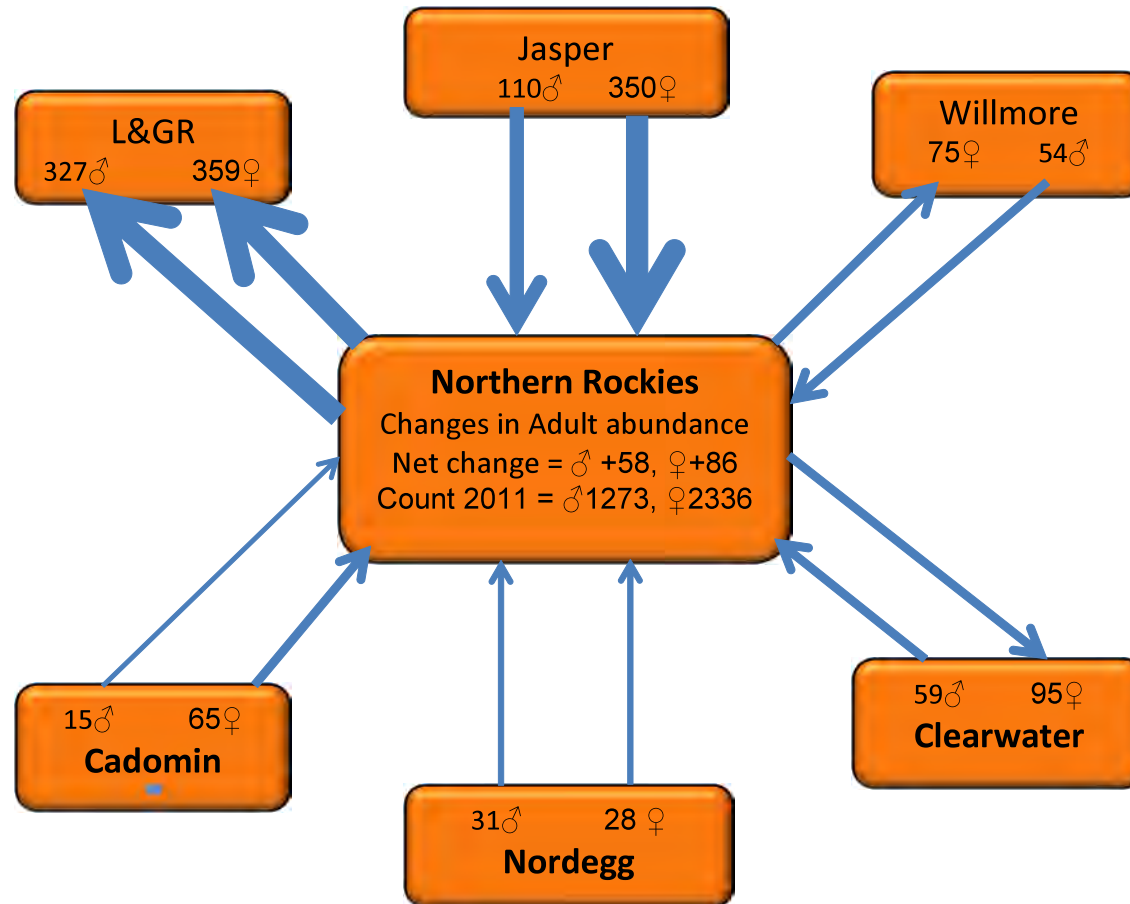 Jasper
110♂ 350♀
L&GR
327♂ 359♀
Willmore
75♀ 54♂
Northern Rockies
Changes in Adult abundance
Net change = ♂ +58, ♀+86
Count 2011 = ♂1273, ♀2336
15♂ 65♀
Cadomin
31♂ 28 ♀
Nordegg
59♂ 95♀
Clearwater